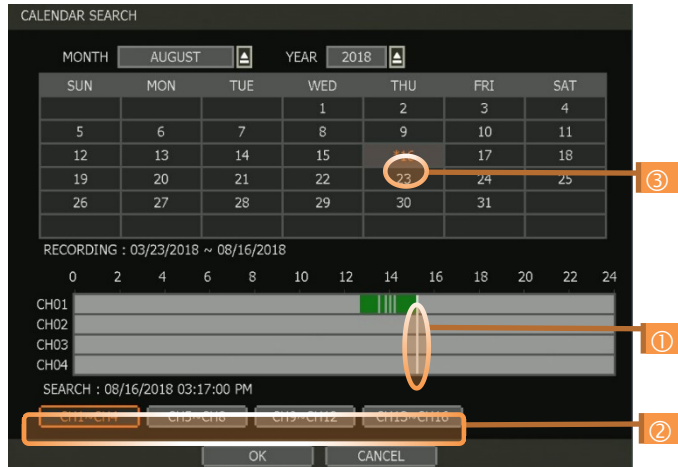 CALENDAR SEARCH
MONTH AUGUST YEAR 2018
SUN MON TUE WED THU FRI SAT
1 2 3 4
5 6 7 8 9 10 11
12 13 14 15 *16 17 18
19 20 21 22 23 24 25
26 27 28 29 30 31
③
RECORDING : 03/23/2018 ~ 08/16/2018
0 2 4 6 8 10 12 14 16 18 20 22 24
CH01
CH02
CH03
①
CH04
SEARCH : 08/16/2018 03:17:00 PM
CH1~CH4 CH5~CH8 CH9~CH12 CH13~CH16
②
OK CANCEL